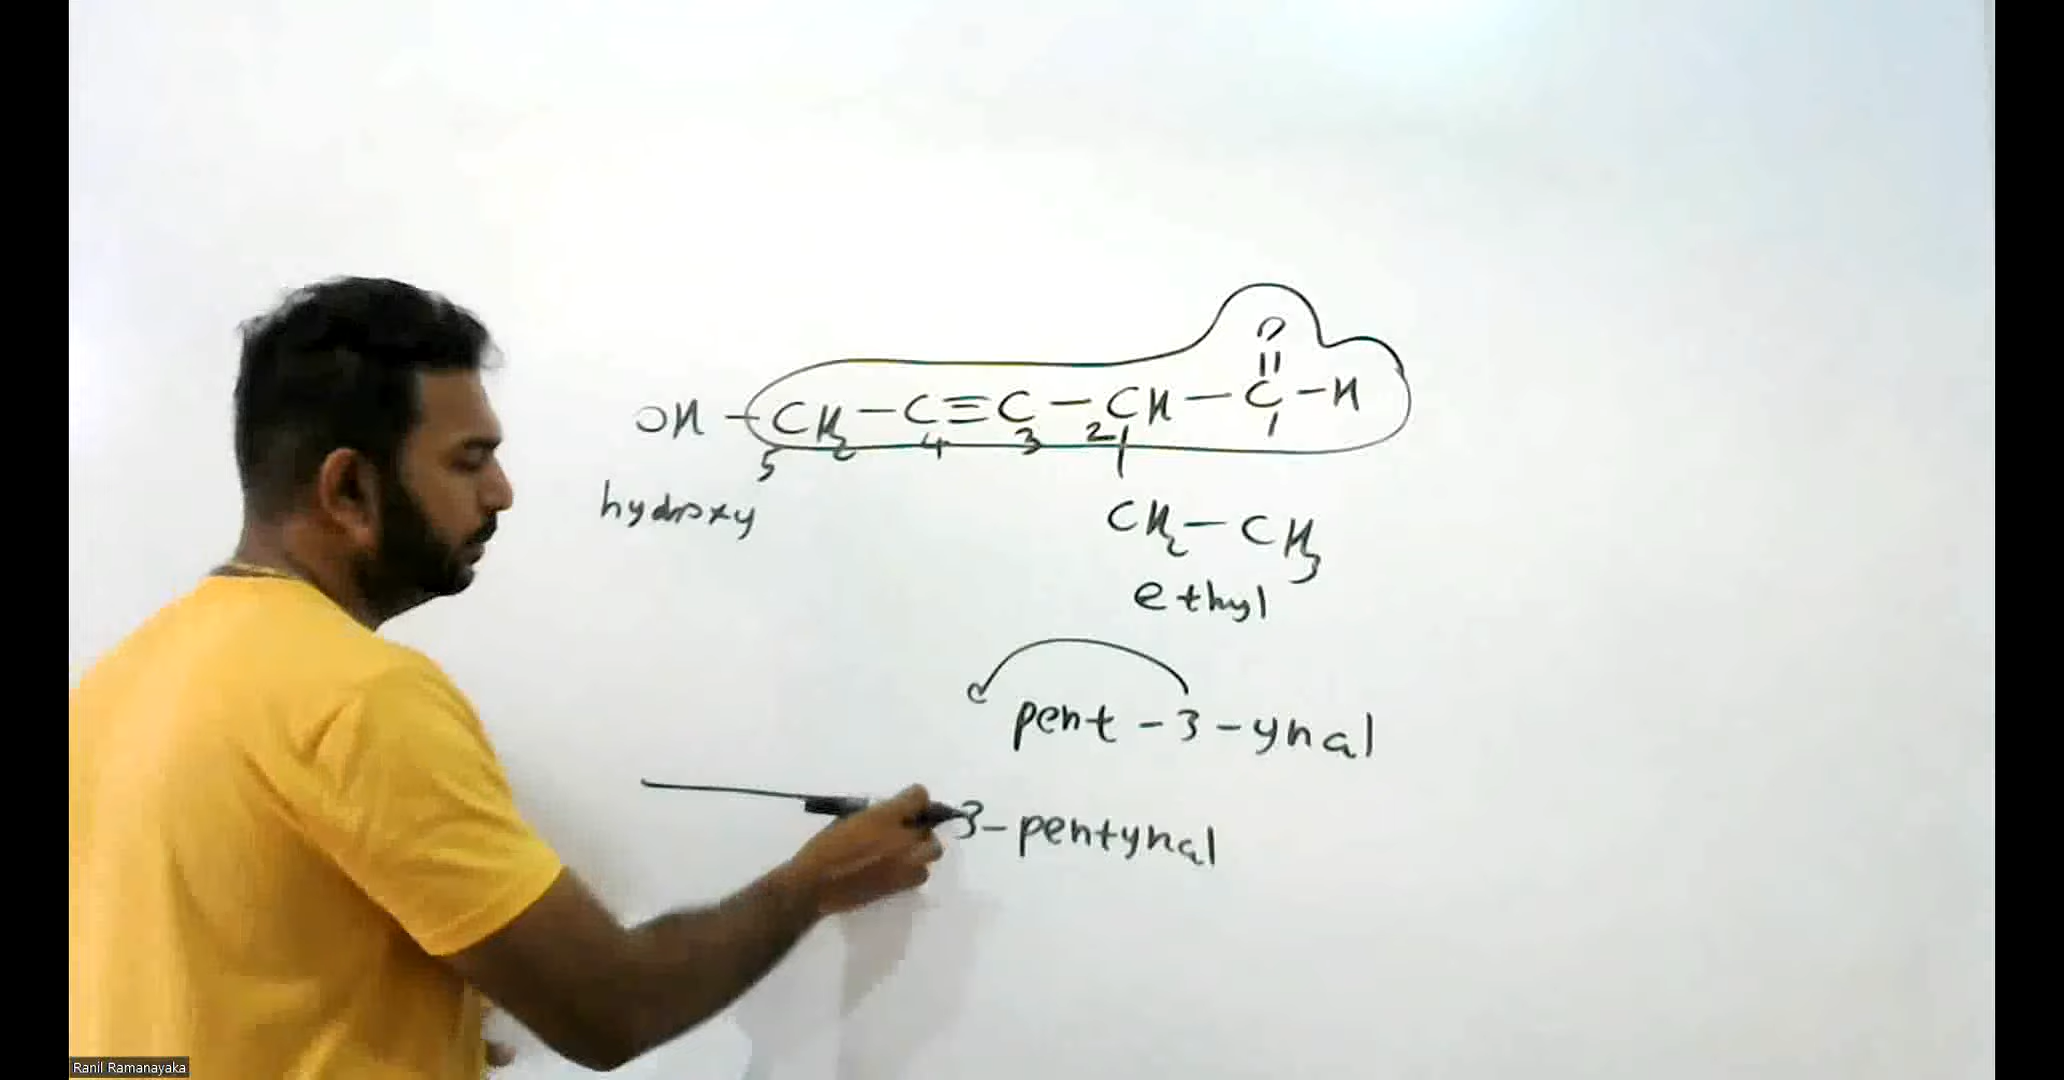 O
||
OH - CH2 - C ≡ C - CH - C - H
5 4 3 2 1
hydroxy
CH2 - CH3
ethyl
pent - 3 - ynal
3 - pentynal
Ranil Ramanayaka